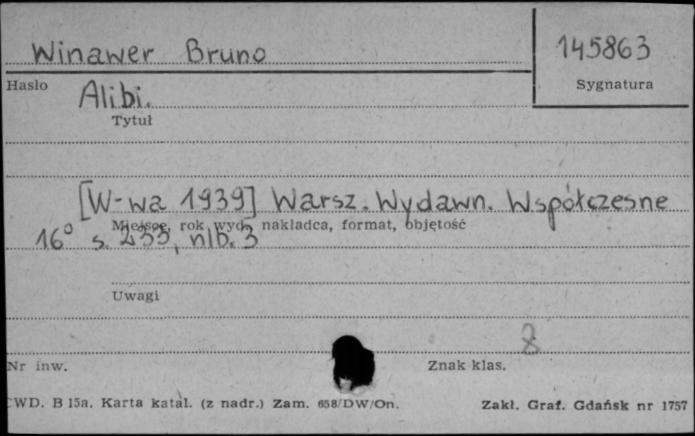 Winawer Bruno
145863
Hasło
Sygnatura
Alibi.
Tytuł
[W-wa 1939] Warsz. Wydawn. Współczesne
Miejsce, rok wyd., nakładca, format, objętość
16° s. 233, nlb. 3
Uwagi
8
Nr inw.
Znak klas.
WD. B 15a. Karta katal. (z nadr.) Zam. 658/DW/On.
Zakł. Graf. Gdańsk nr 1757